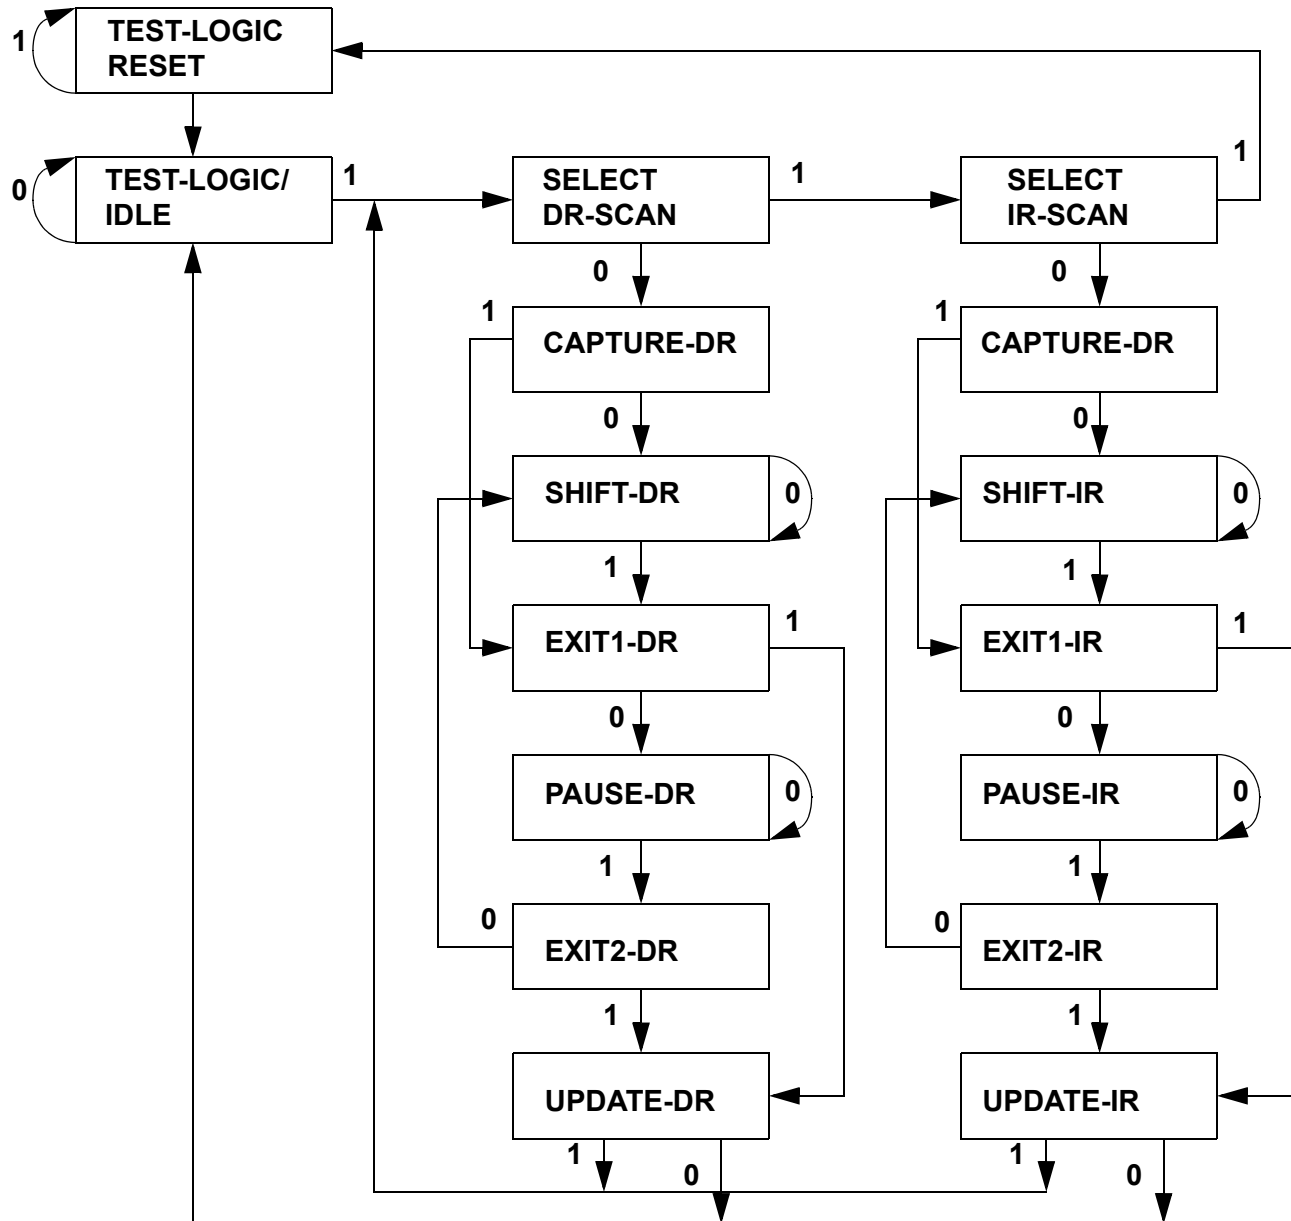 1
TEST-LOGIC
RESET
0
TEST-LOGIC/
IDLE
1
SELECT
DR-SCAN
1
SELECT
IR-SCAN
1
0
0
1
CAPTURE-DR
1
CAPTURE-DR
0
0
SHIFT-DR
0
SHIFT-IR
0
1
1
EXIT1-DR
1
EXIT1-IR
1
0
0
PAUSE-DR
0
PAUSE-IR
0
1
1
0
EXIT2-DR
0
EXIT2-IR
1
1
UPDATE-DR
UPDATE-IR
1
0
1
0